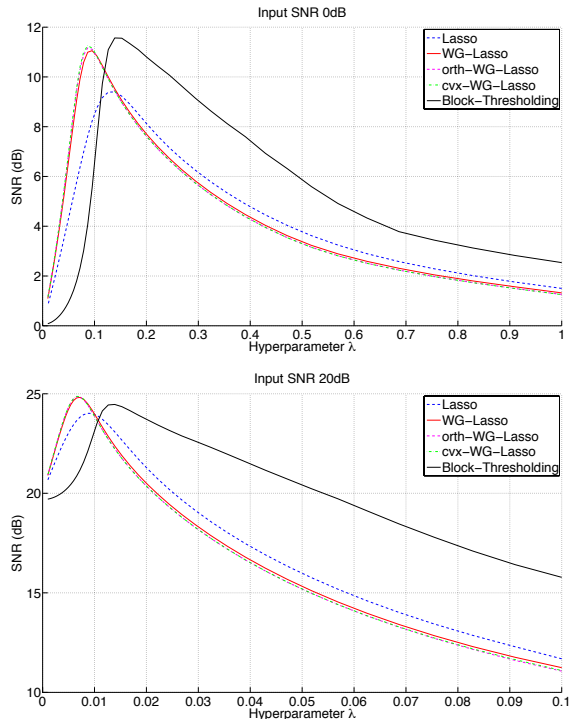 Input SNR 0dB
12
10
8
6
4
2
0
SNR (dB)
Lasso
WG-Lasso
orth-WG-Lasso
cvx-WG-Lasso
Block-Thresholding
0 0.1 0.2 0.3 0.4 0.5 0.6 0.7 0.8 0.9 1
Hyperparameter λ
Input SNR 20dB
25
20
15
10
SNR (dB)
Lasso
WG-Lasso
orth-WG-Lasso
cvx-WG-Lasso
Block-Thresholding
0 0.01 0.02 0.03 0.04 0.05 0.06 0.07 0.08 0.09 0.1
Hyperparameter λ